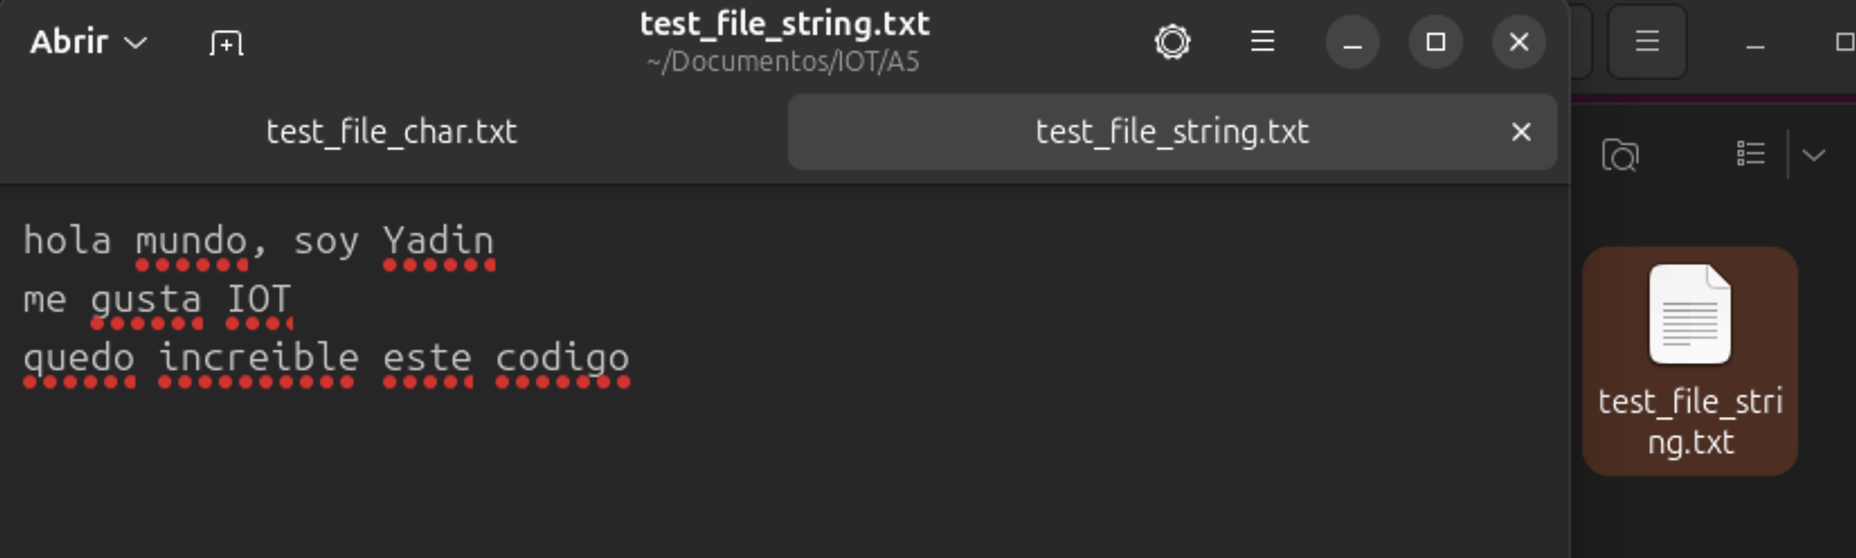 Abrir
test_file_string.txt
~/Documentos/IOT/A5
test_file_char.txt
test_file_string.txt
hola mundo, soy Yadin
me gusta IOT
quedo increible este codigo
test_file_stri
ng.txt